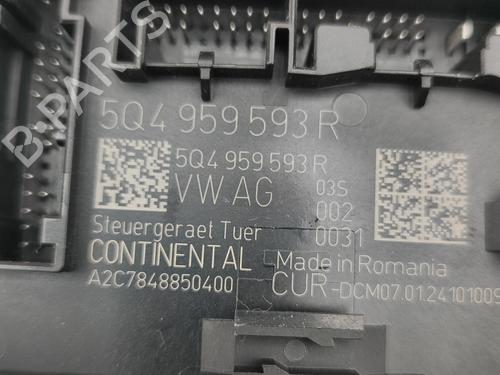 B-PARTS
5Q4 959 593 R
5Q4 959 593 R
VW AG
03S
002
Steuergeraet Tuer
0031
CONTINENTAL
Made in Romania
A2C7848850400
CUR-DCM07.01.24101009